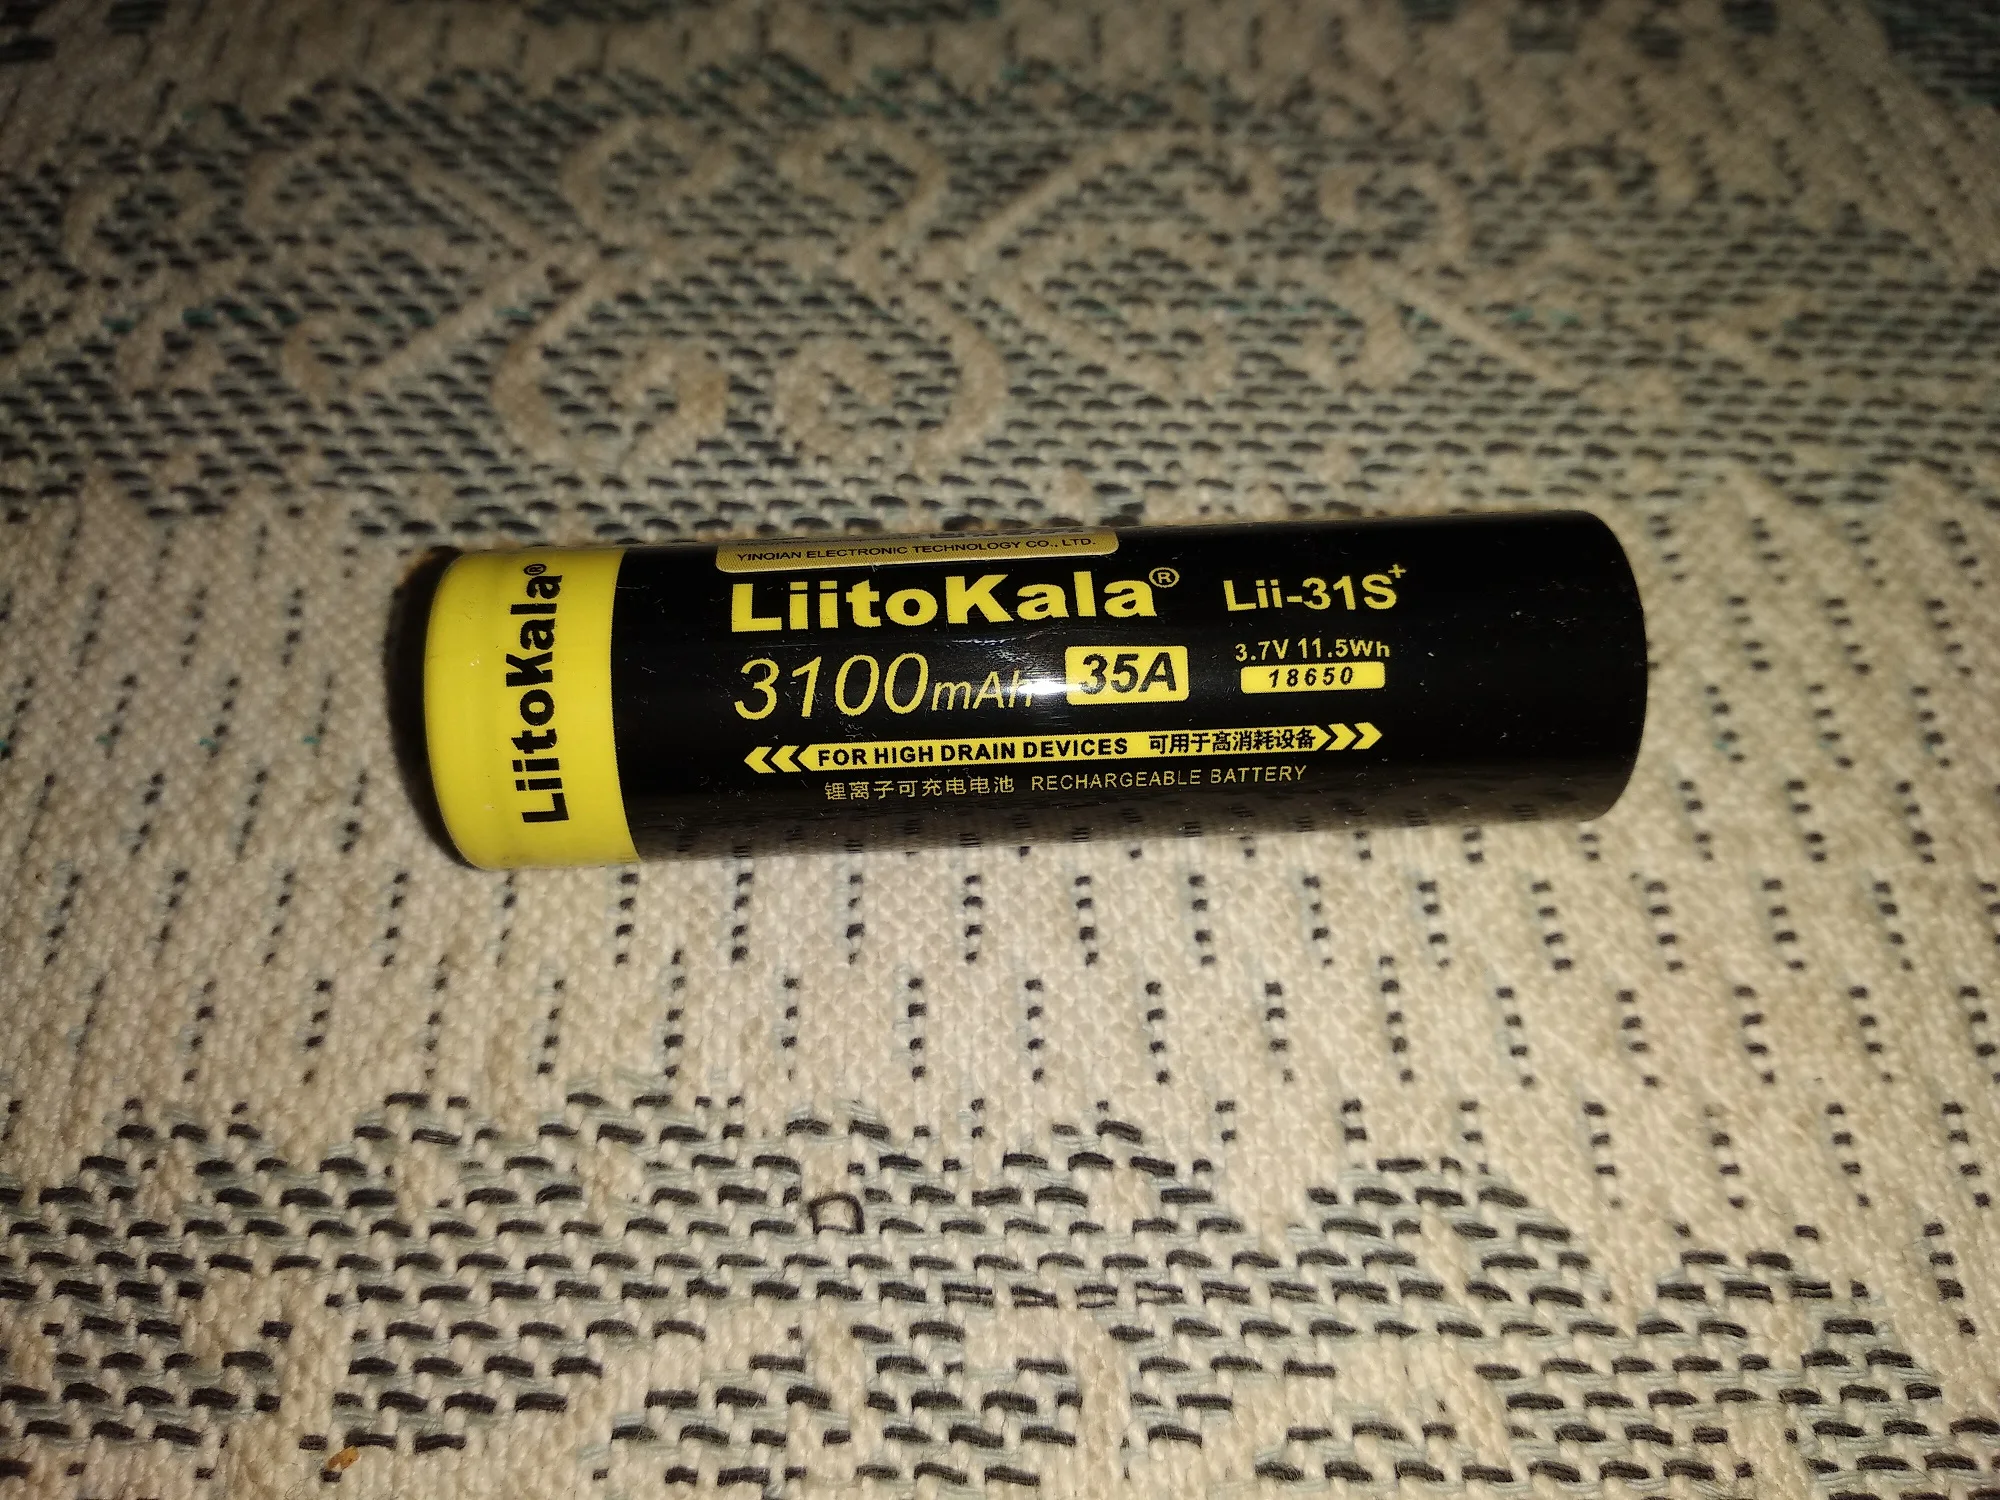 LiitoKala®
YINQIAN ELECTRONIC TECHNOLOGY CO., LTD.
LiitoKala® Lii-31S⁺
3100mAh 35A 3.7V 11.5Wh
18650
FOR HIGH DRAIN DEVICES 可用于高消耗设备
锂离子可充电电池 RECHARGEABLE BATTERY